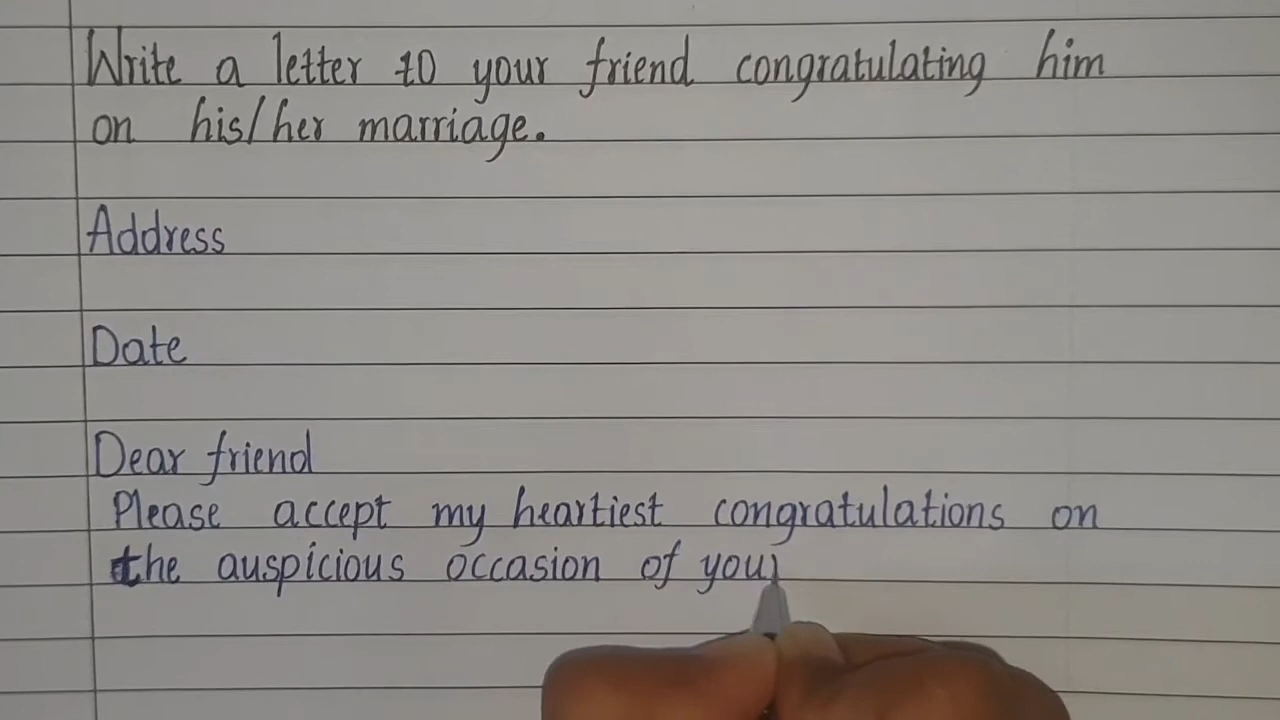 Write a letter to your friend congratulating him
on his/her marriage.
Address
Date
Dear friend
Please accept my heartiest congratulations on
the auspicious occasion of you